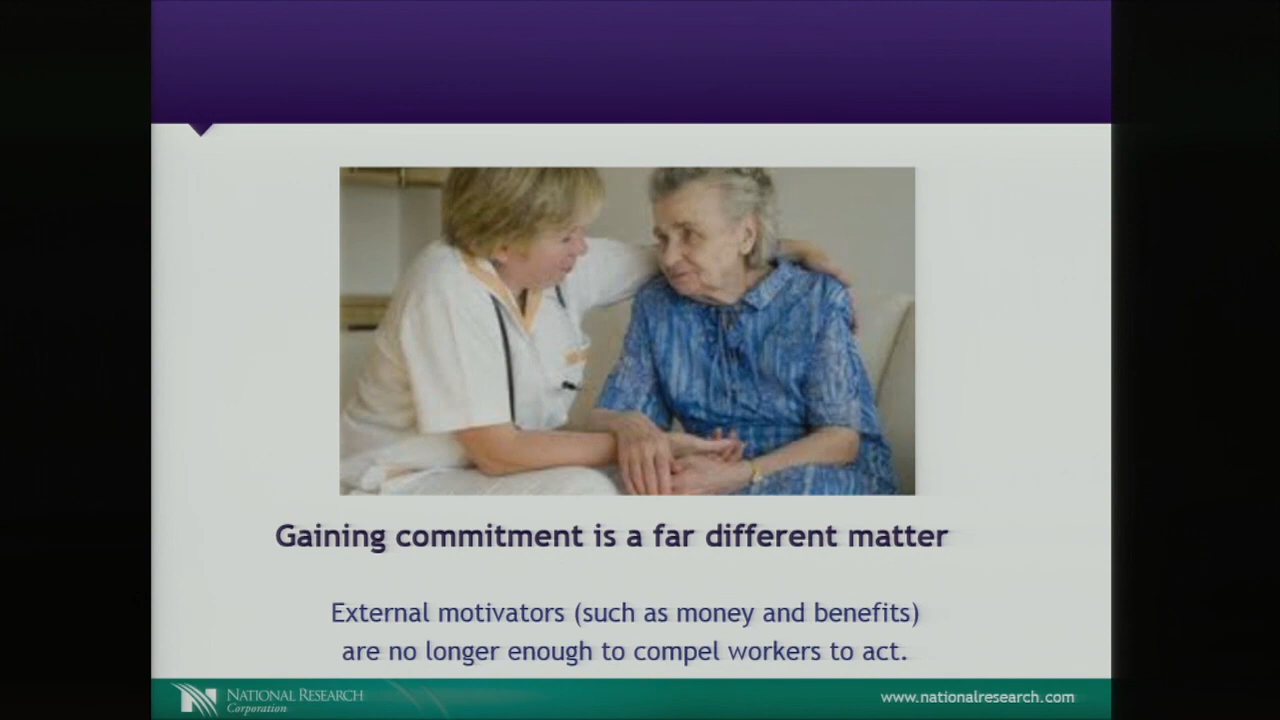 Gaining commitment is a far different matter
External motivators (such as money and benefits)
are no longer enough to compel workers to act.
NATIONAL RESEARCH
Corporation
www.nationalresearch.com